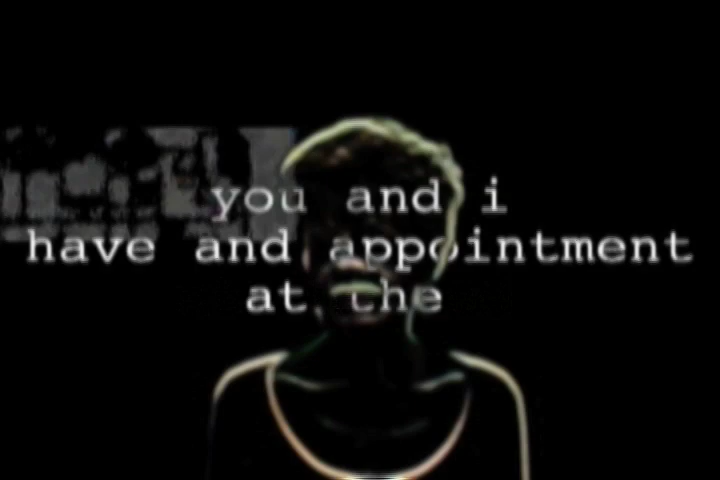 you and i
have and appointment
at the